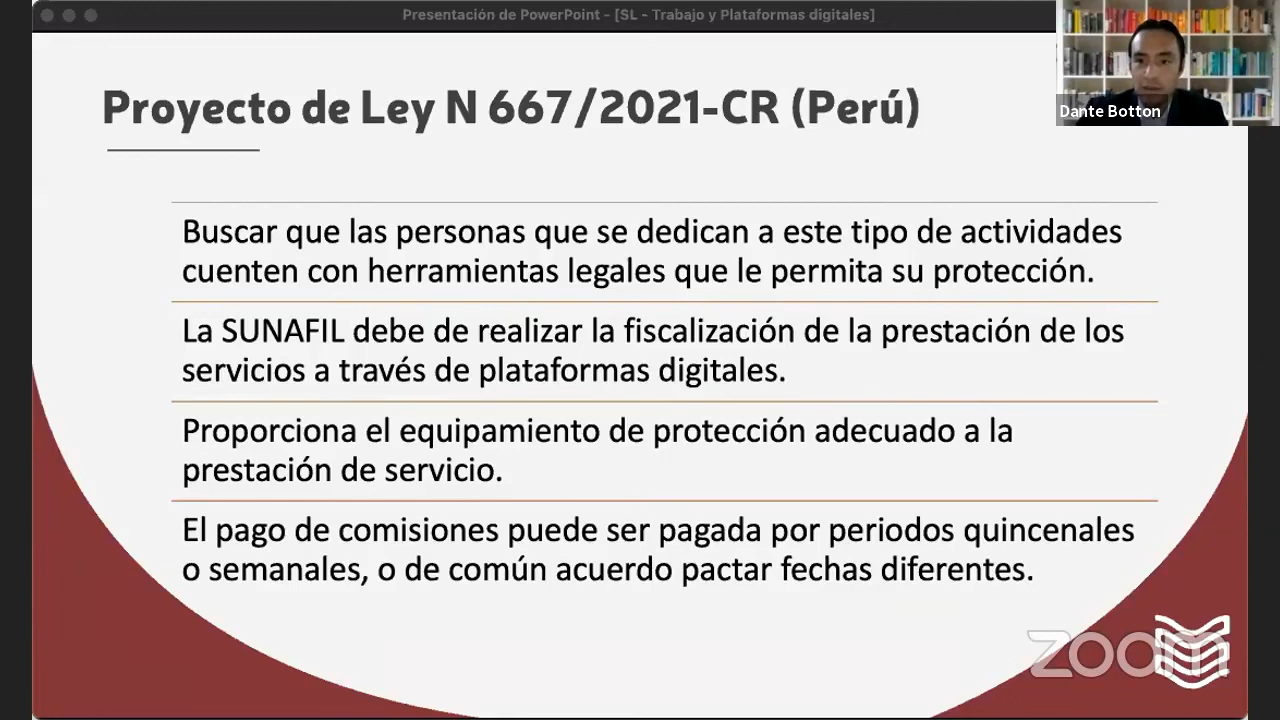 Presentación de PowerPoint - [SL - Trabajo y Plataformas digitales]
Dante Botton
Proyecto de Ley N 667/2021-CR (Perú)
Buscar que las personas que se dedican a este tipo de actividades
cuenten con herramientas legales que le permita su protección.
La SUNAFIL debe de realizar la fiscalización de la prestación de los
servicios a través de plataformas digitales.
Proporciona el equipamiento de protección adecuado a la
prestación de servicio.
El pago de comisiones puede ser pagada por periodos quincenales
o semanales, o de común acuerdo pactar fechas diferentes.
zoom